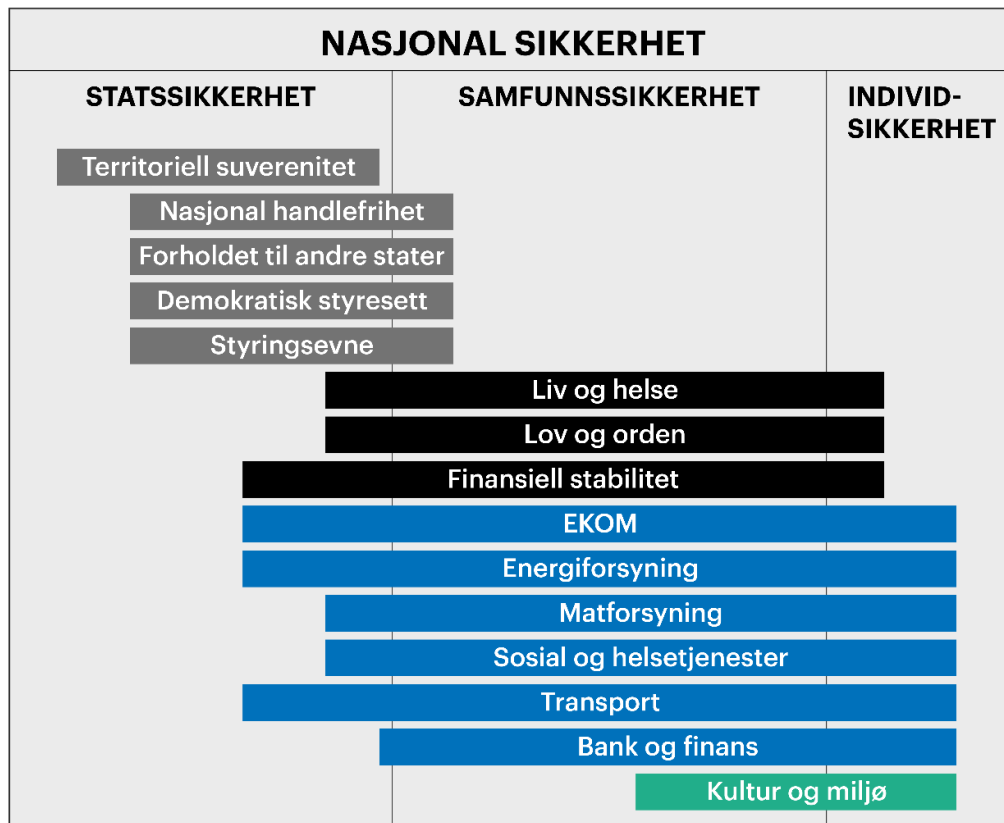 NASJONAL SIKKERHET
STATSSIKKERHET
SAMFUNNSSIKKERHET
INDIVID-
SIKKERHET
Territoriell suverenitet
Nasjonal handlefrihet
Forholdet til andre stater
Demokratisk styresett
Styringsevne
Liv og helse
Lov og orden
Finansiell stabilitet
EKOM
Energiforsyning
Matforsyning
Sosial og helsetjenester
Transport
Bank og finans
Kultur og miljø